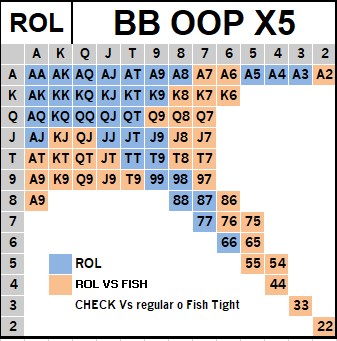 ROL BB OOP X5
A K Q J T 9 8 7 6 5 4 3 2
A AA AK AQ AJ AT A9 A8 A7 A6 A5 A4 A3 A2
K AK KK KQ KJ KT K9 K8 K7 K6
Q AQ KQ QQ QJ QT Q9 Q8 Q7
J AJ KJ QJ JJ JT J9 J8 J7
T AT KT QT JT TT T9 T8 T7
9 A9 K9 Q9 J9 T9 99 98 97
8 A9 88 87 86
7 77 76 75
6 66 65
5 ROL 55 54
4 ROL VS FISH 44
3 CHECK Vs regular o Fish Tight 33
2 22